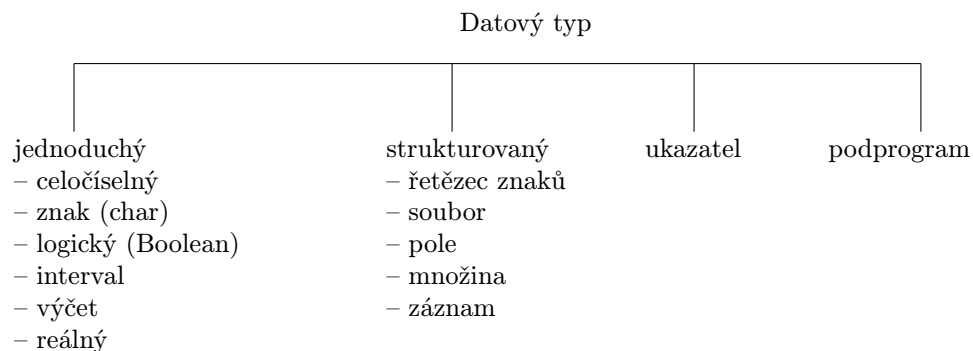 Datový typ
jednoduchý
– celočíselný
– znak (char)
– logický (Boolean)
– interval
– výčet
– reálný
strukturovaný
– řetězec znaků
– soubor
– pole
– množina
– záznam
ukazatel
podprogram